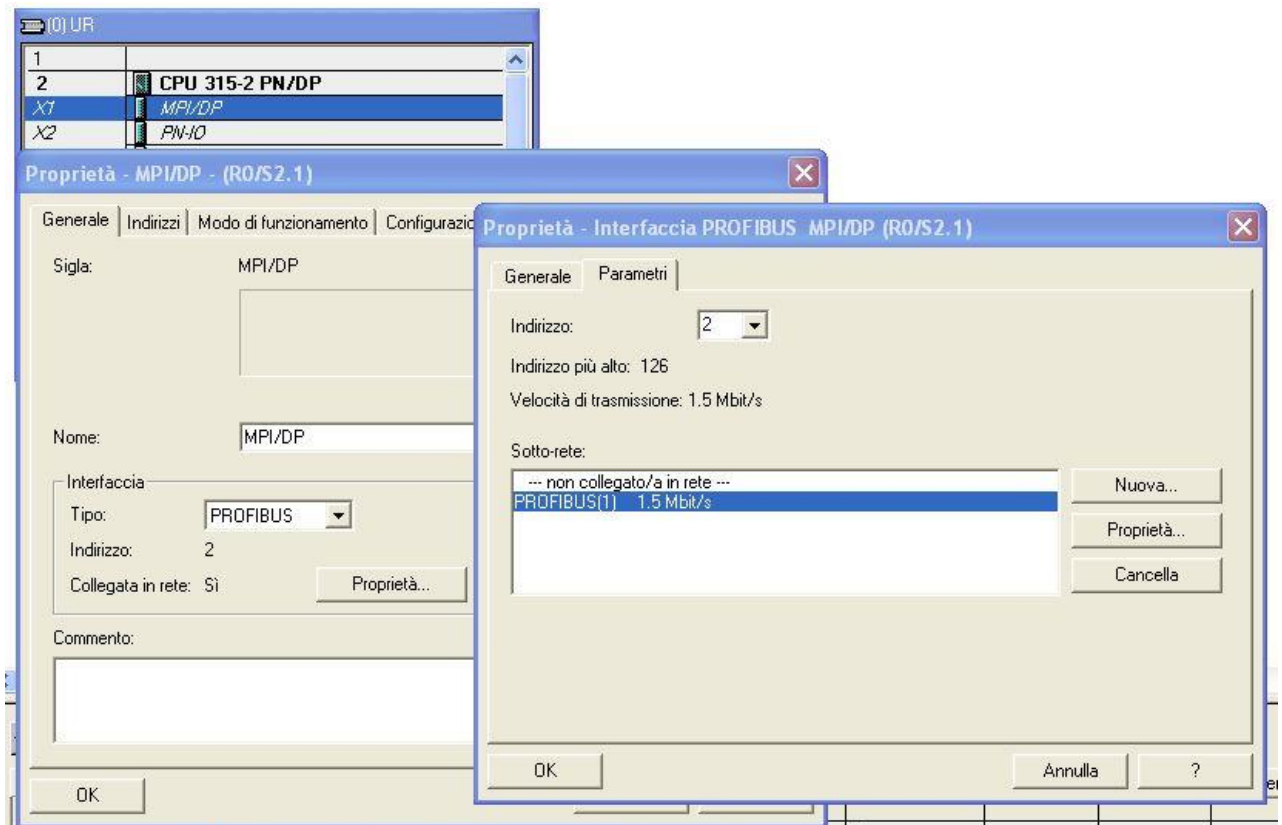 (0) UR
1
2 CPU 315-2 PN/DP
X1 MPI/DP
X2 PN-IO
Proprietà - MPI/DP - (R0/S2.1)
Generale Indirizzi Modo di funzionamento
Sigla: MPI/DP
Nome: MPI/DP
Interfaccia
Tipo: PROFIBUS
Indirizzo: 2
Collegata in rete: Sì Proprietà...
Commento:
OK
Proprietà - Interfaccia PROFIBUS MPI/DP (R0/S2.1)
Generale Parametri
Indirizzo: 2
Indirizzo più alto: 126
Velocità di trasmissione: 1.5 Mbit/s
Sotto-rete:
--- non collegato/a in rete ---
PROFIBUS(1) 1.5 Mbit/s
Nuova...
Proprietà...
Cancella
OK Annulla ?